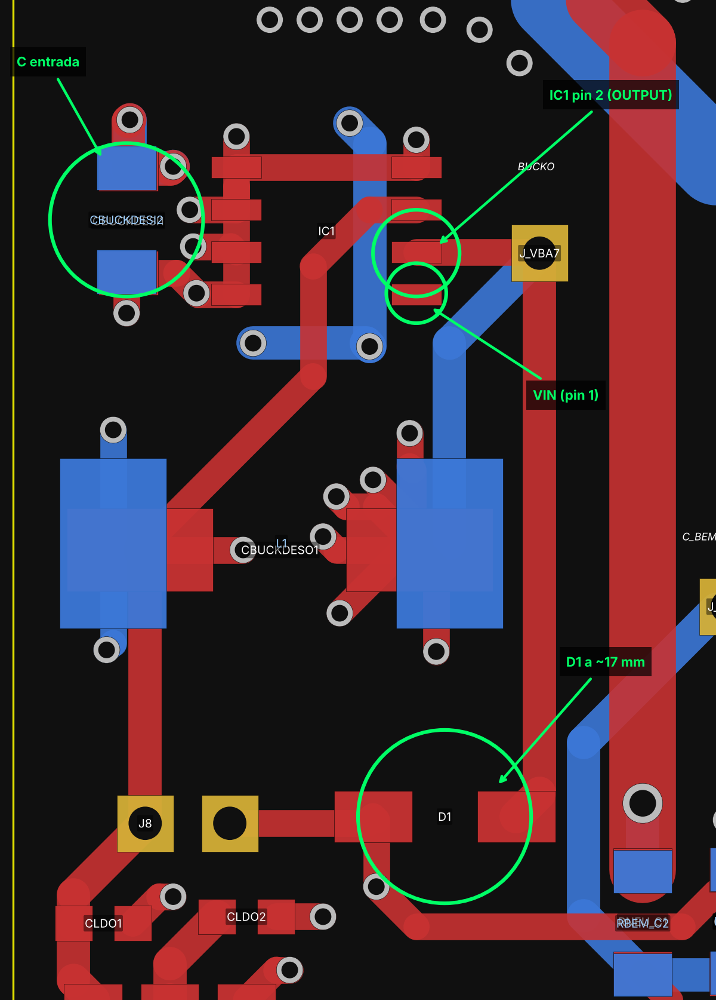 C entrada
IC1 pin 2 (OUTPUT)
BUCKO
CBUCKDESI2
IC1
J_VBA7
VIN (pin 1)
L1
CBUCKDESO1
C_BEM
J_
D1 a ~17 mm
D1
J8
CLDO1
CLDO2
RBEM_C2